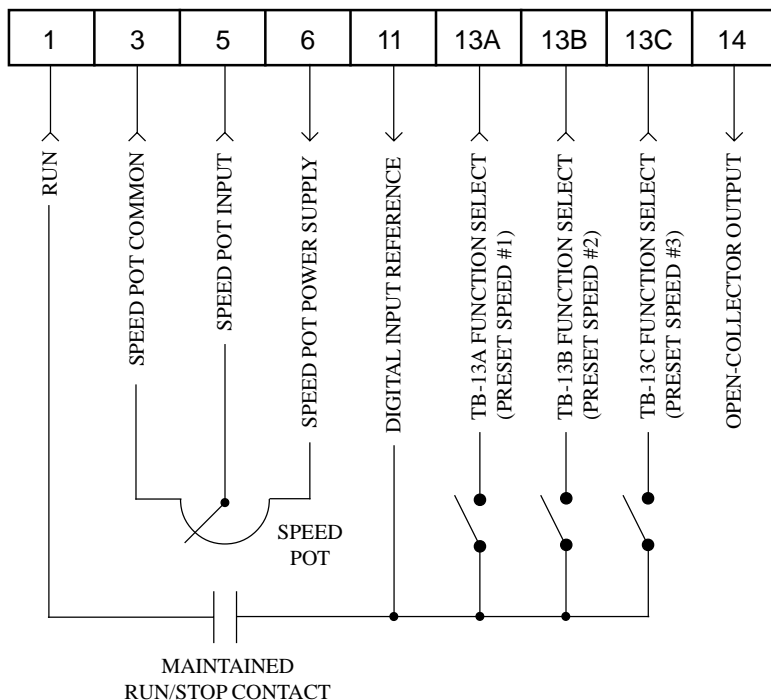 1 3 5 6 11 13A 13B 13C 14
RUN
SPEED POT COMMON
SPEED POT INPUT
SPEED POT POWER SUPPLY
DIGITAL INPUT REFERENCE
TB-13A FUNCTION SELECT
(PRESET SPEED #1)
TB-13B FUNCTION SELECT
(PRESET SPEED #2)
TB-13C FUNCTION SELECT
(PRESET SPEED #3)
OPEN-COLLECTOR OUTPUT
SPEED
POT
MAINTAINED
RUN/STOP CONTACT